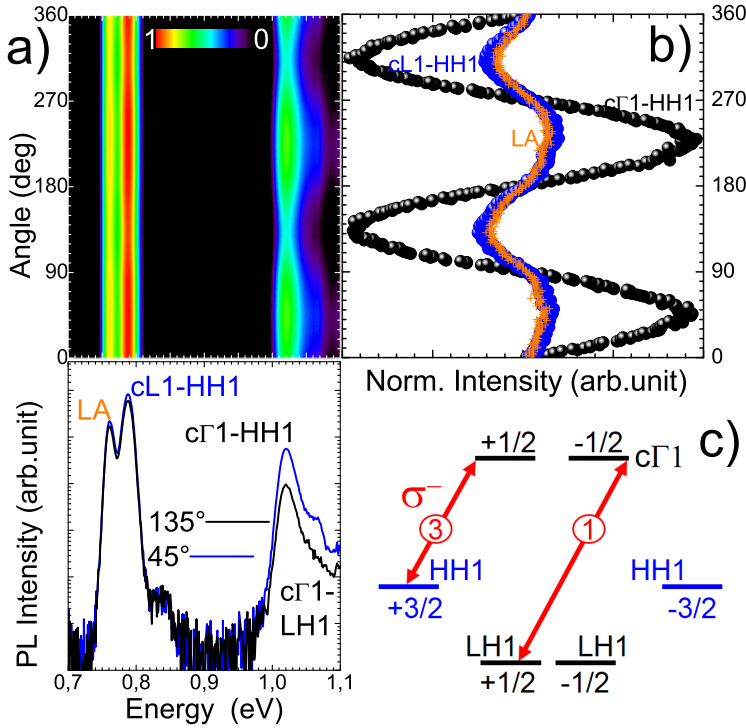 a)
360
270
180
90
0
Angle (deg)
1 0
b)
cL1-HH1
cΓ1-HH1
LA
360
270
180
90
0
Norm. Intensity (arb.unit)
PL Intensity (arb.unit)
LA
cL1-HH1
cΓ1-HH1
135°
45°
cΓ1-
LH1
0,7 0,8 0,9 1,0 1,1
Energy (eV)
c)
+1/2 -1/2
cΓ1
σ⁻
3 1
HH1 HH1
+3/2 -3/2
LH1 LH1
+1/2 -1/2